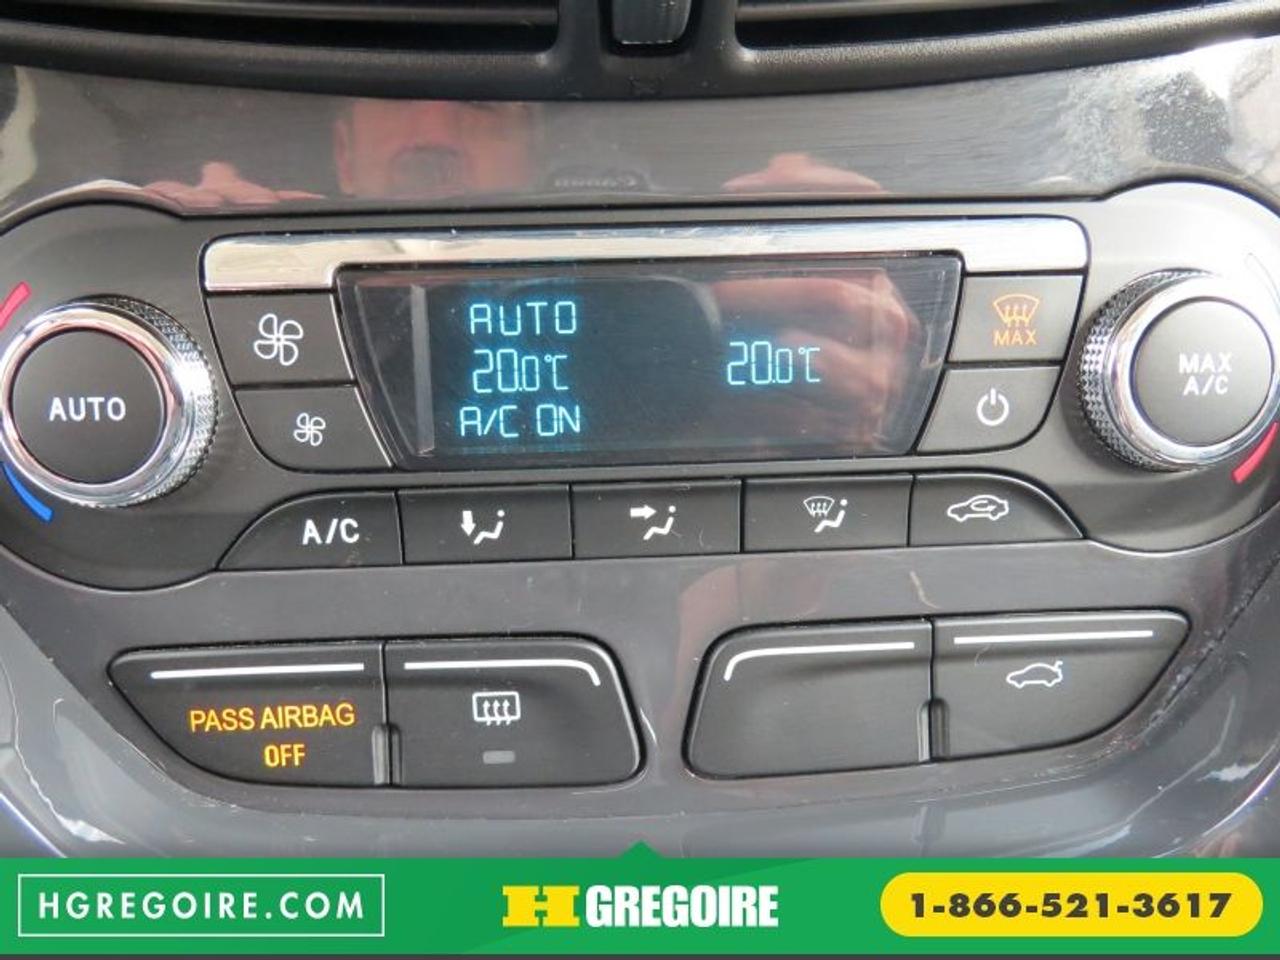 AUTO
AUTO
20.0°C
20.0°C
A/C ON
MAX
MAX
A/C
A/C
PASS AIRBAG
OFF
HGREGOIRE.COM
H GREGOIRE
1-866-521-3617